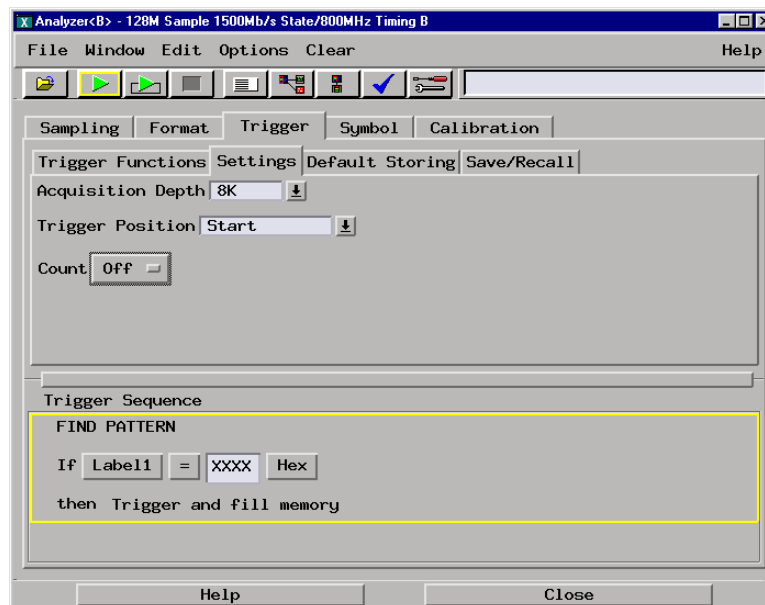 Analyzer<B> - 128M Sample 1500Mb/s State/800MHz Timing B
File Window Edit Options Clear Help
Sampling Format Trigger Symbol Calibration
Trigger Functions Settings Default Storing Save/Recall
Acquisition Depth 8K
Trigger Position Start
Count Off
Trigger Sequence
FIND PATTERN
If Label1 = XXXX Hex
then Trigger and fill memory
Help Close